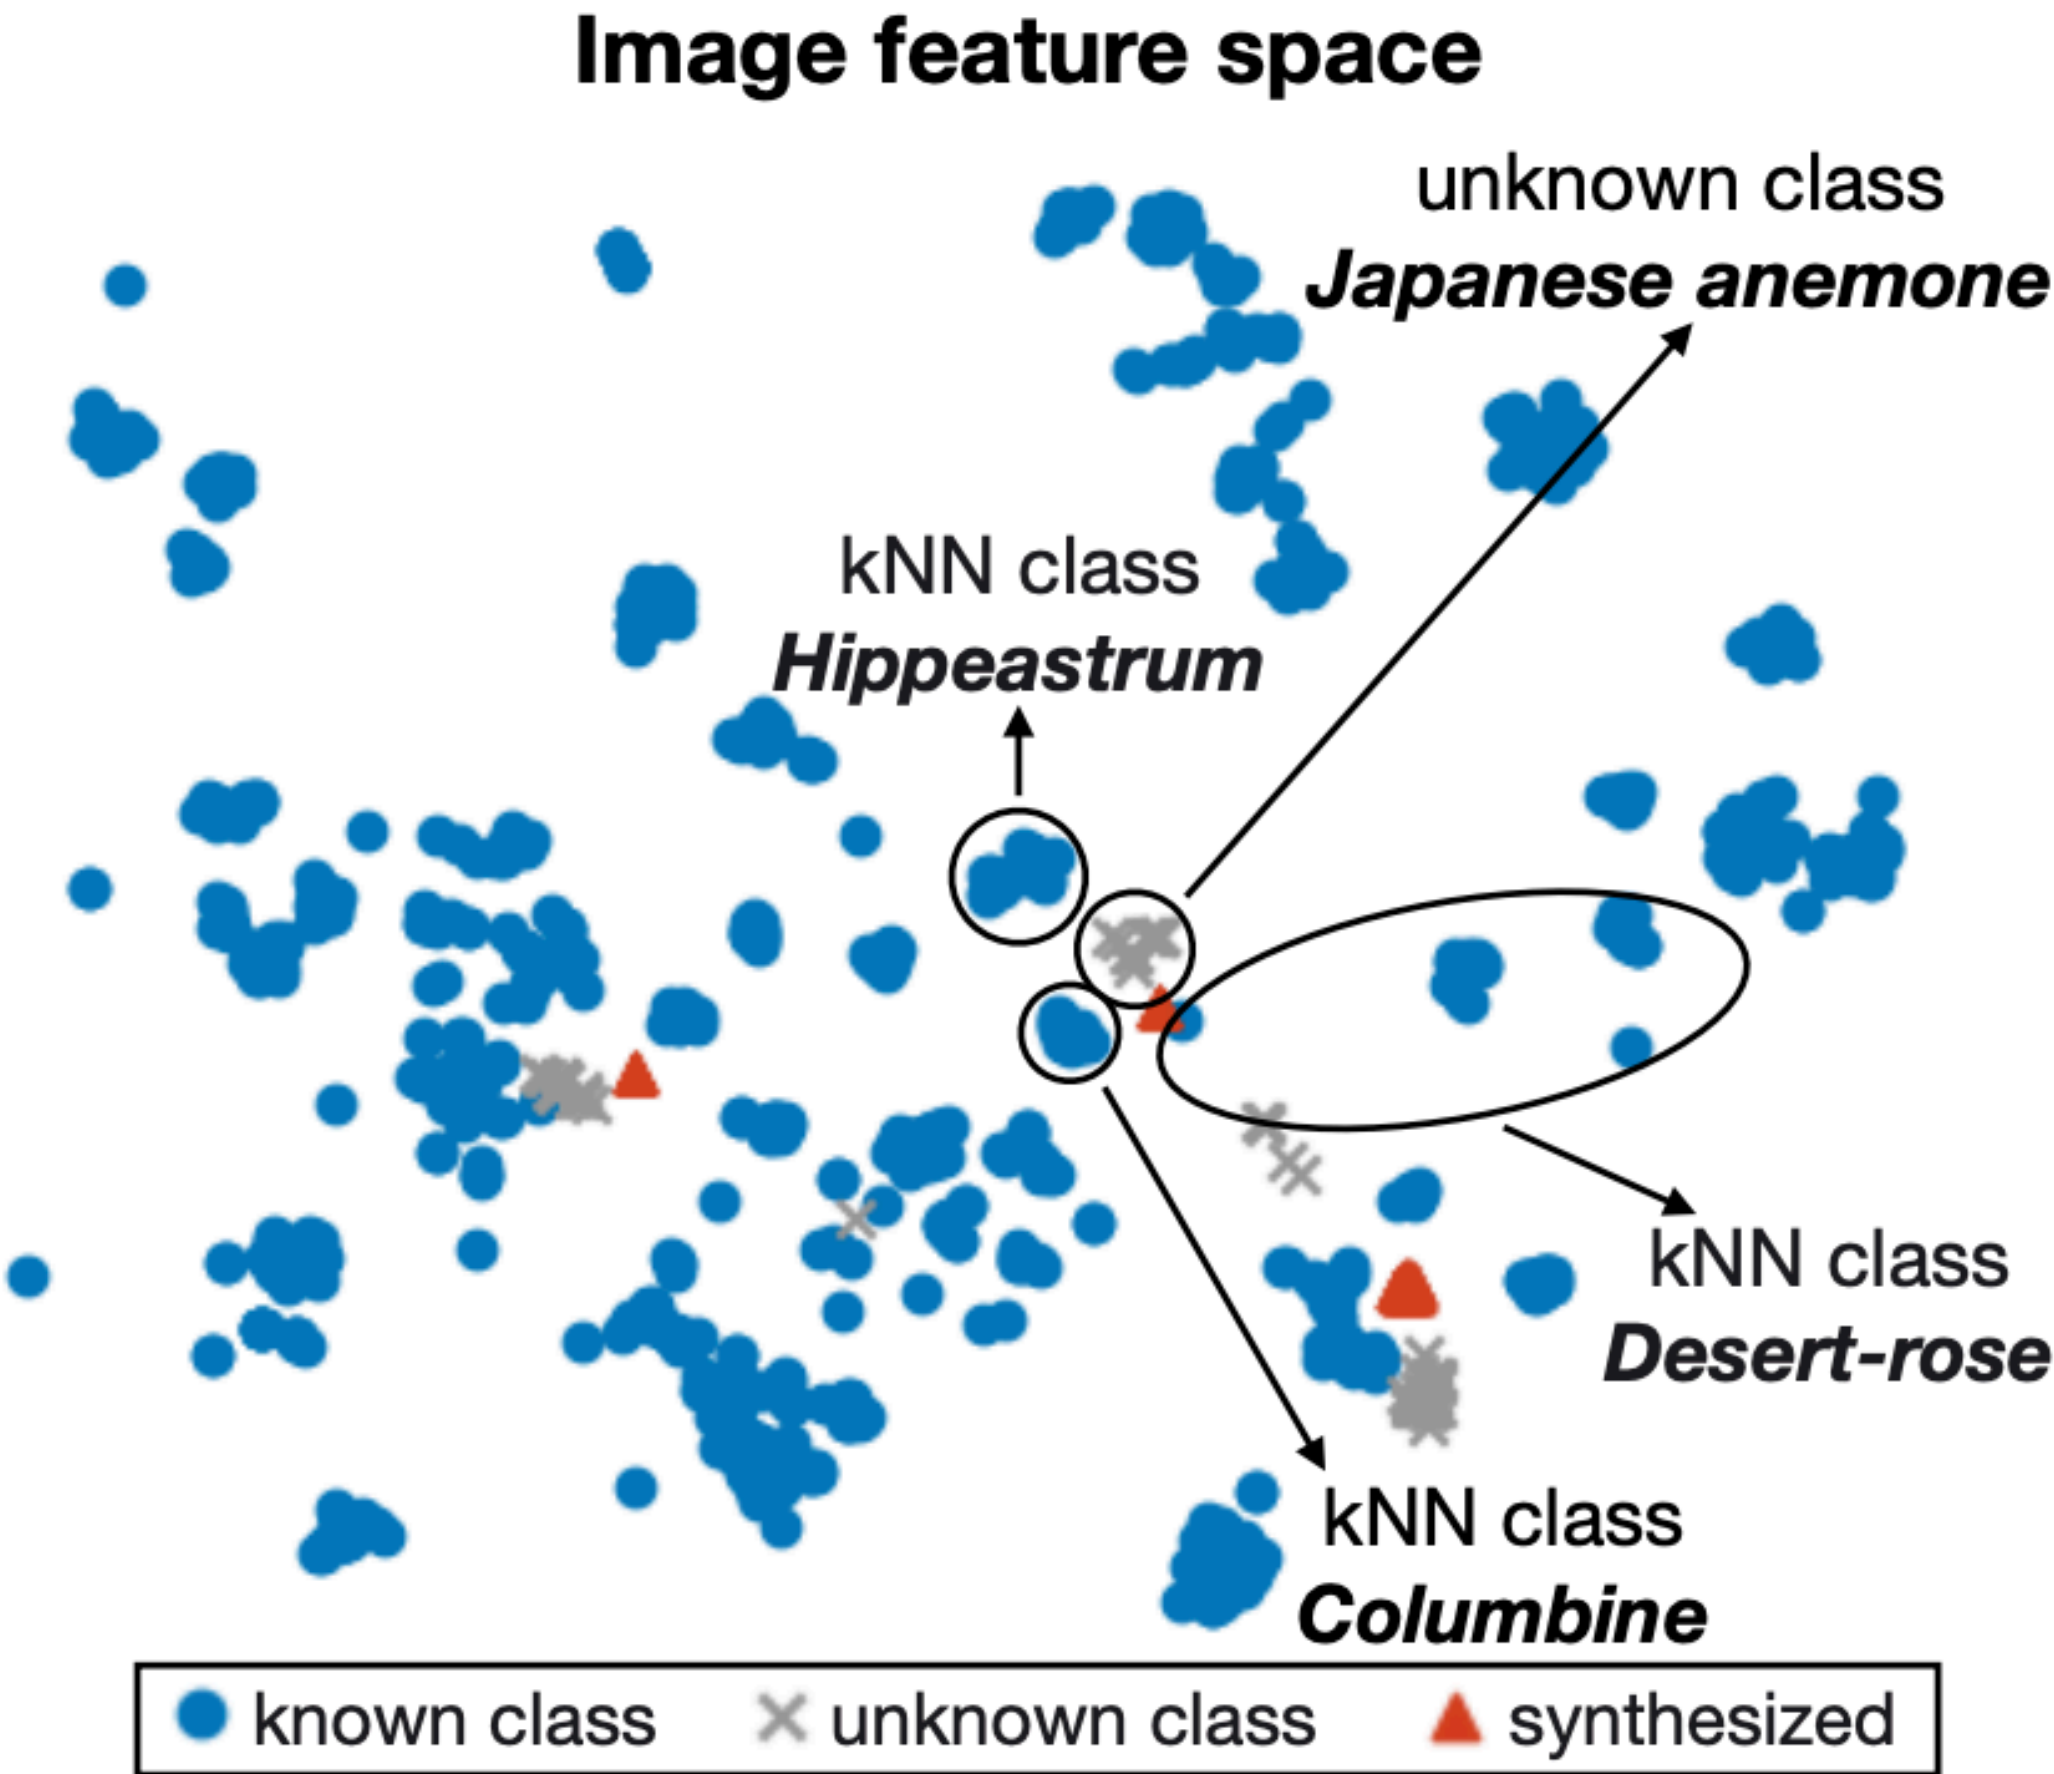 Image feature space
unknown class
Japanese anemone
kNN class
Hippeastrum
kNN class
Desert-rose
kNN class
Columbine
known class
unknown class
synthesized